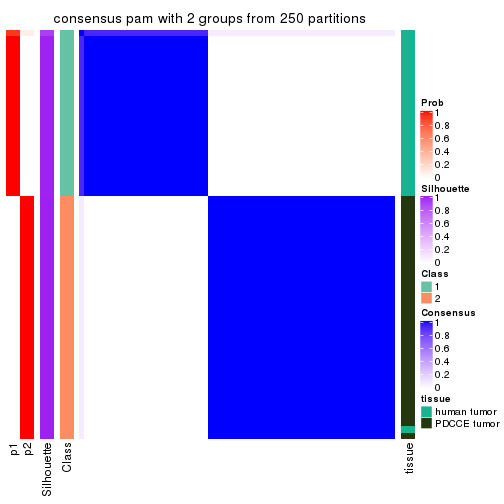 consensus pam with 2 groups from 250 partitions
Prob
1
0.8
0.6
0.4
0.2
0
Silhouette
1
0.8
0.6
0.4
0.2
0
Class
1
2
Consensus
1
0.8
0.6
0.4
0.2
0
tissue
human tumor
PDCCE tumor
p1
p2
Silhouette
Class
tissue